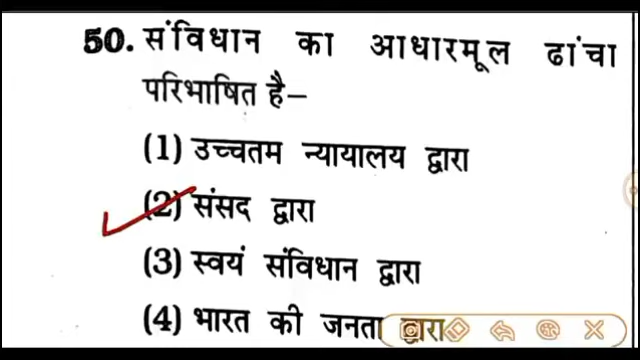 50. संविधान का आधारमूल ढांचा
परिभाषित है–
(1) उच्चतम न्यायालय द्वारा
(2) संसद द्वारा
(3) स्वयं संविधान द्वारा
(4) भारत की जनता द्वारा